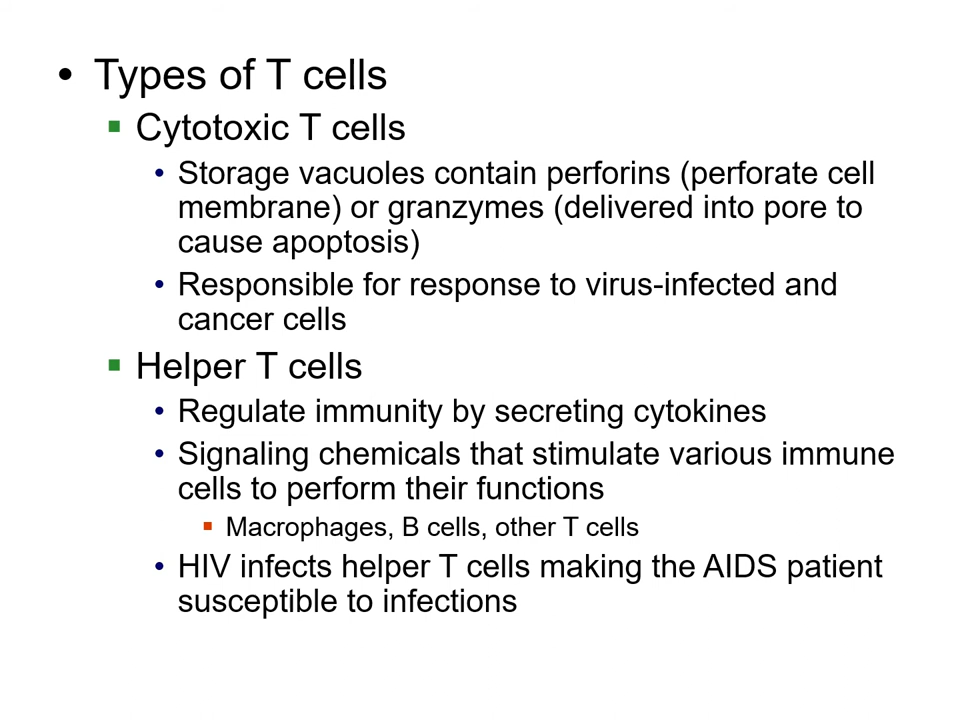 • Types of T cells
▪ Cytotoxic T cells
• Storage vacuoles contain perforins (perforate cell
membrane) or granzymes (delivered into pore to
cause apoptosis)
• Responsible for response to virus-infected and
cancer cells
▪ Helper T cells
• Regulate immunity by secreting cytokines
• Signaling chemicals that stimulate various immune
cells to perform their functions
▪ Macrophages, B cells, other T cells
• HIV infects helper T cells making the AIDS patient
susceptible to infections